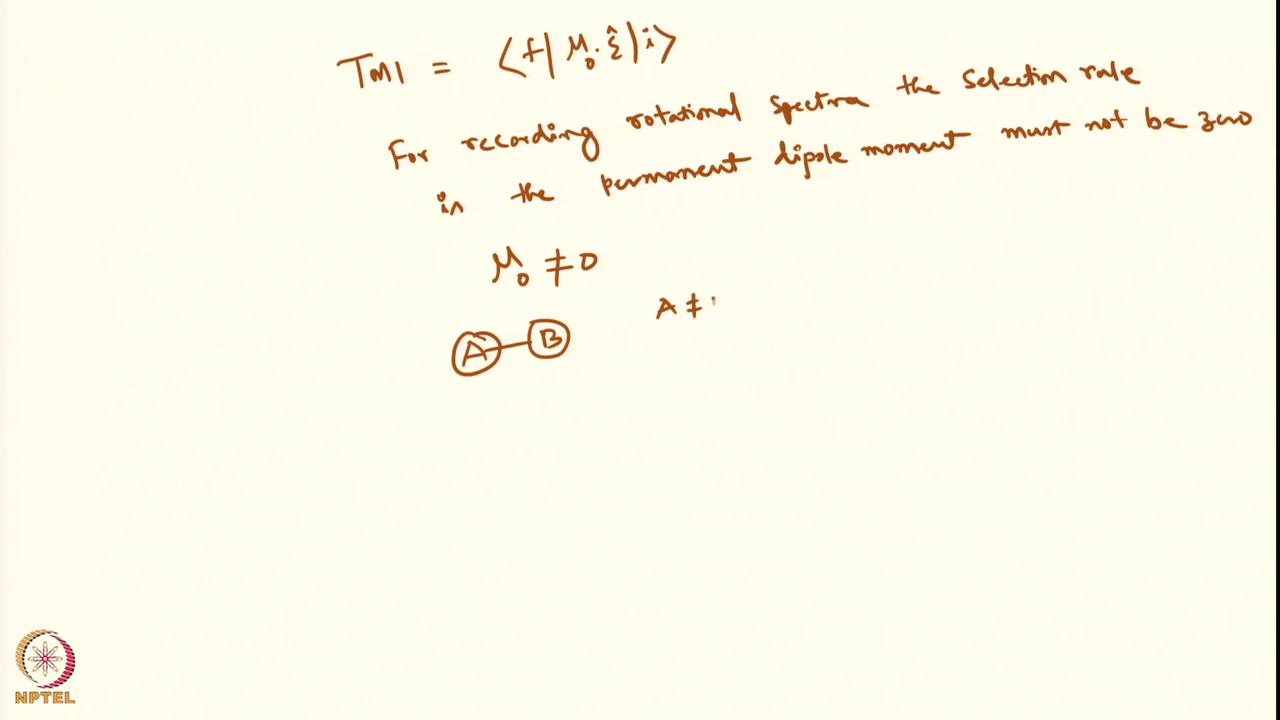 TMI = ⟨f| μ₀. ε̂ |i⟩
For recording rotational spectra the selection rule
is the permanent dipole moment must not be zero
μ₀ ≠ 0
A ≠
A — B
NPTEL